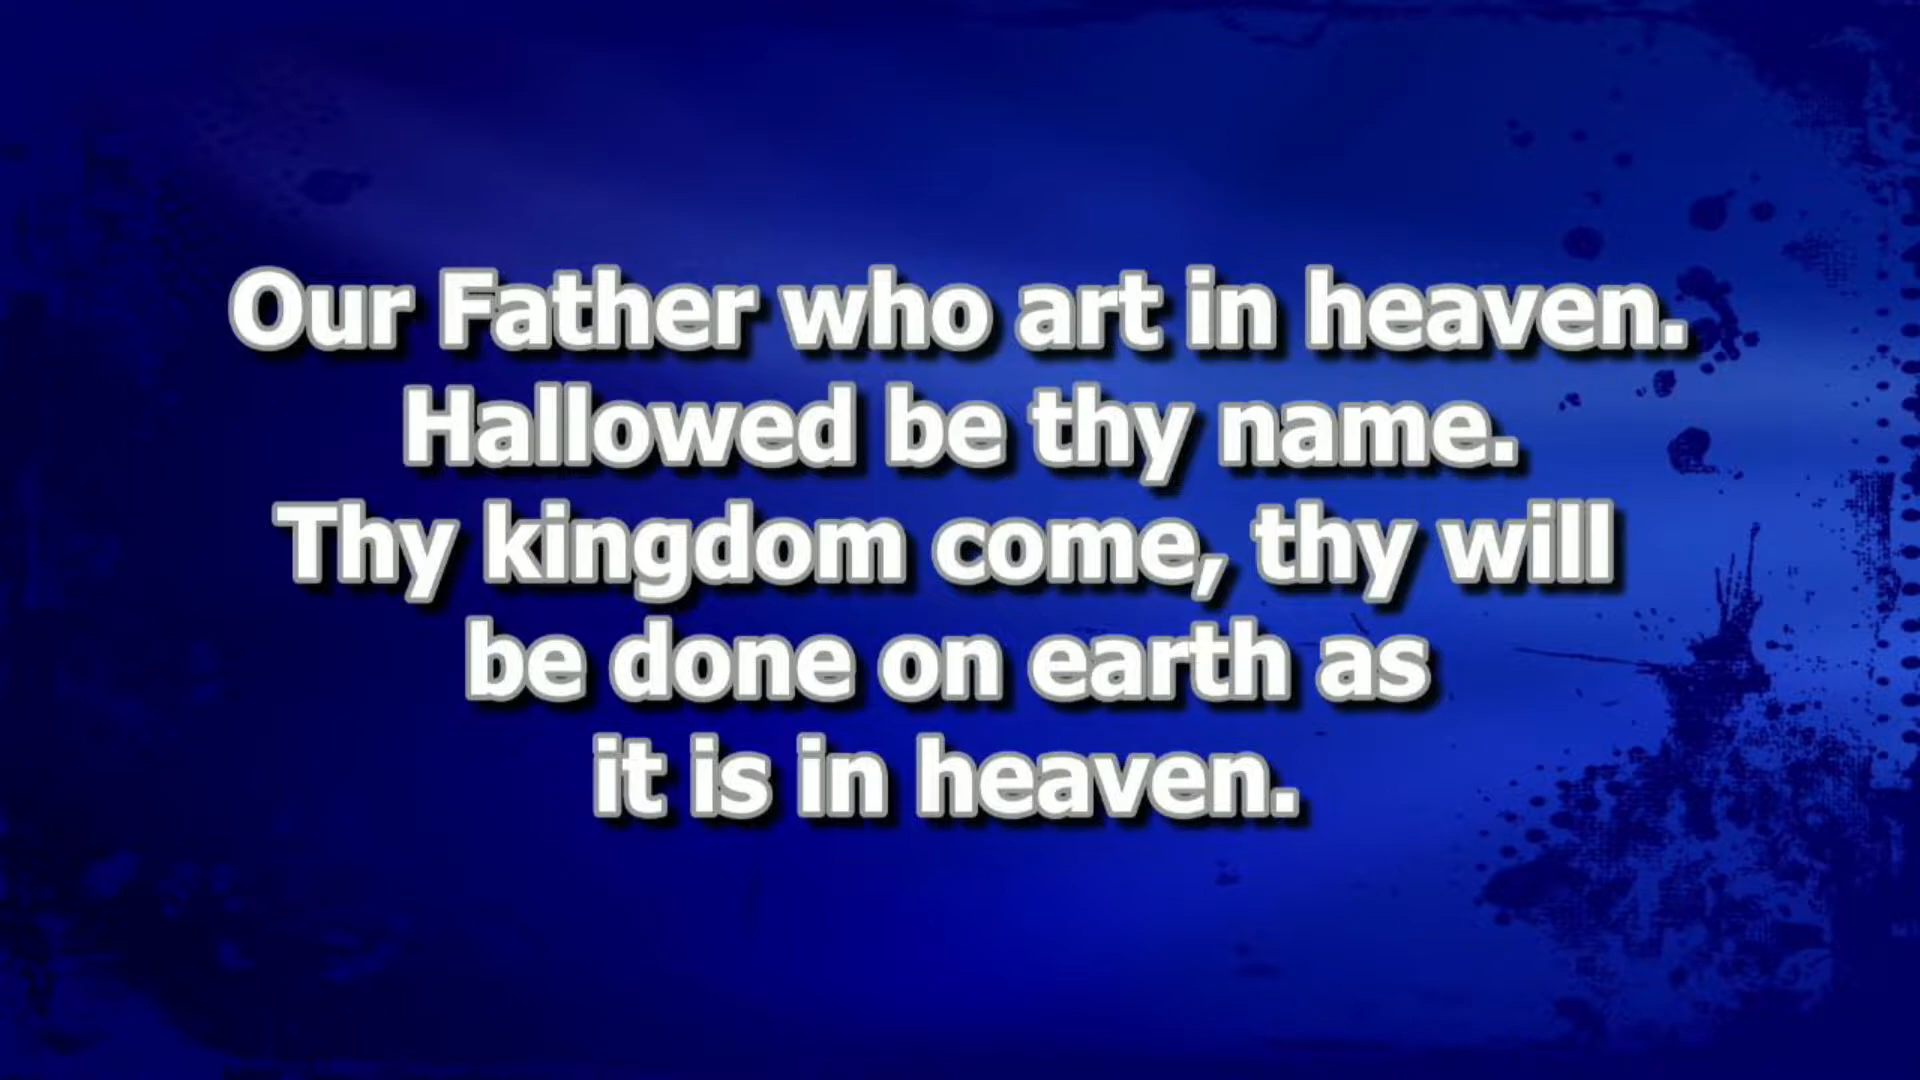 Our Father who art in heaven.
Hallowed be thy name.
Thy kingdom come, thy will
be done on earth as
it is in heaven.